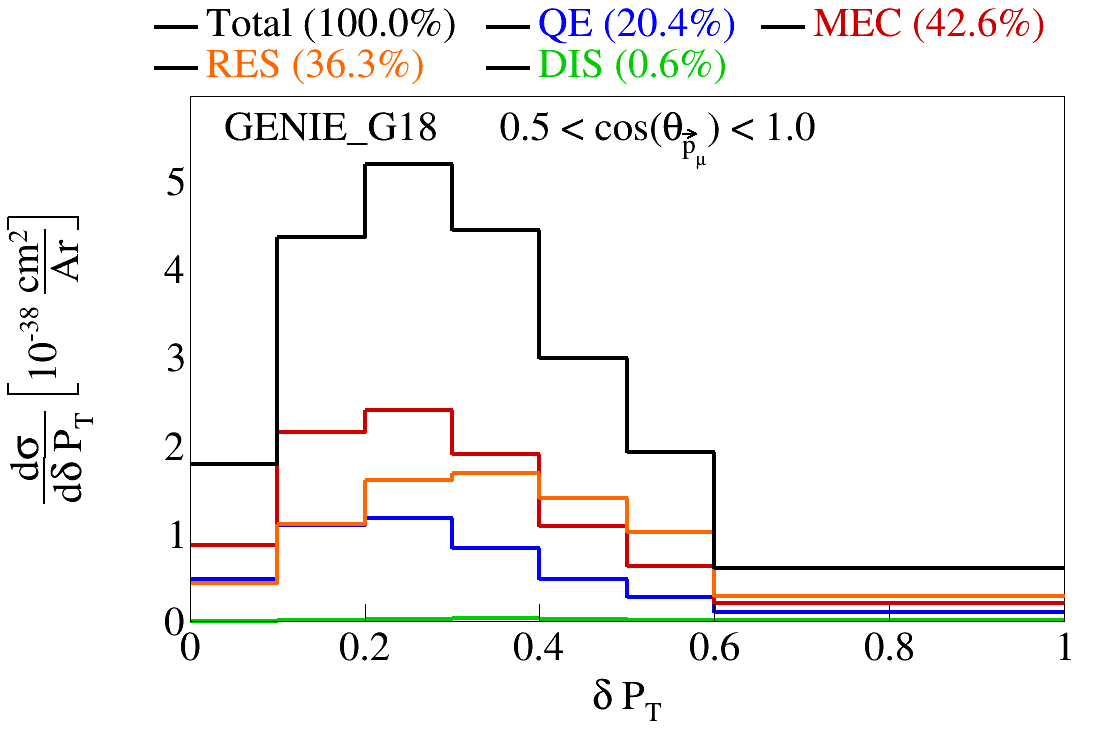 Total (100.0%) QE (20.4%) MEC (42.6%)
RES (36.3%) DIS (0.6%)
GENIE_G18 0.5 < cos(θp⃗μ) < 1.0
dσ/dδ PT [10-38 cm2/Ar]
5
4
3
2
1
0
0 0.2 0.4 0.6 0.8 1
δ PT